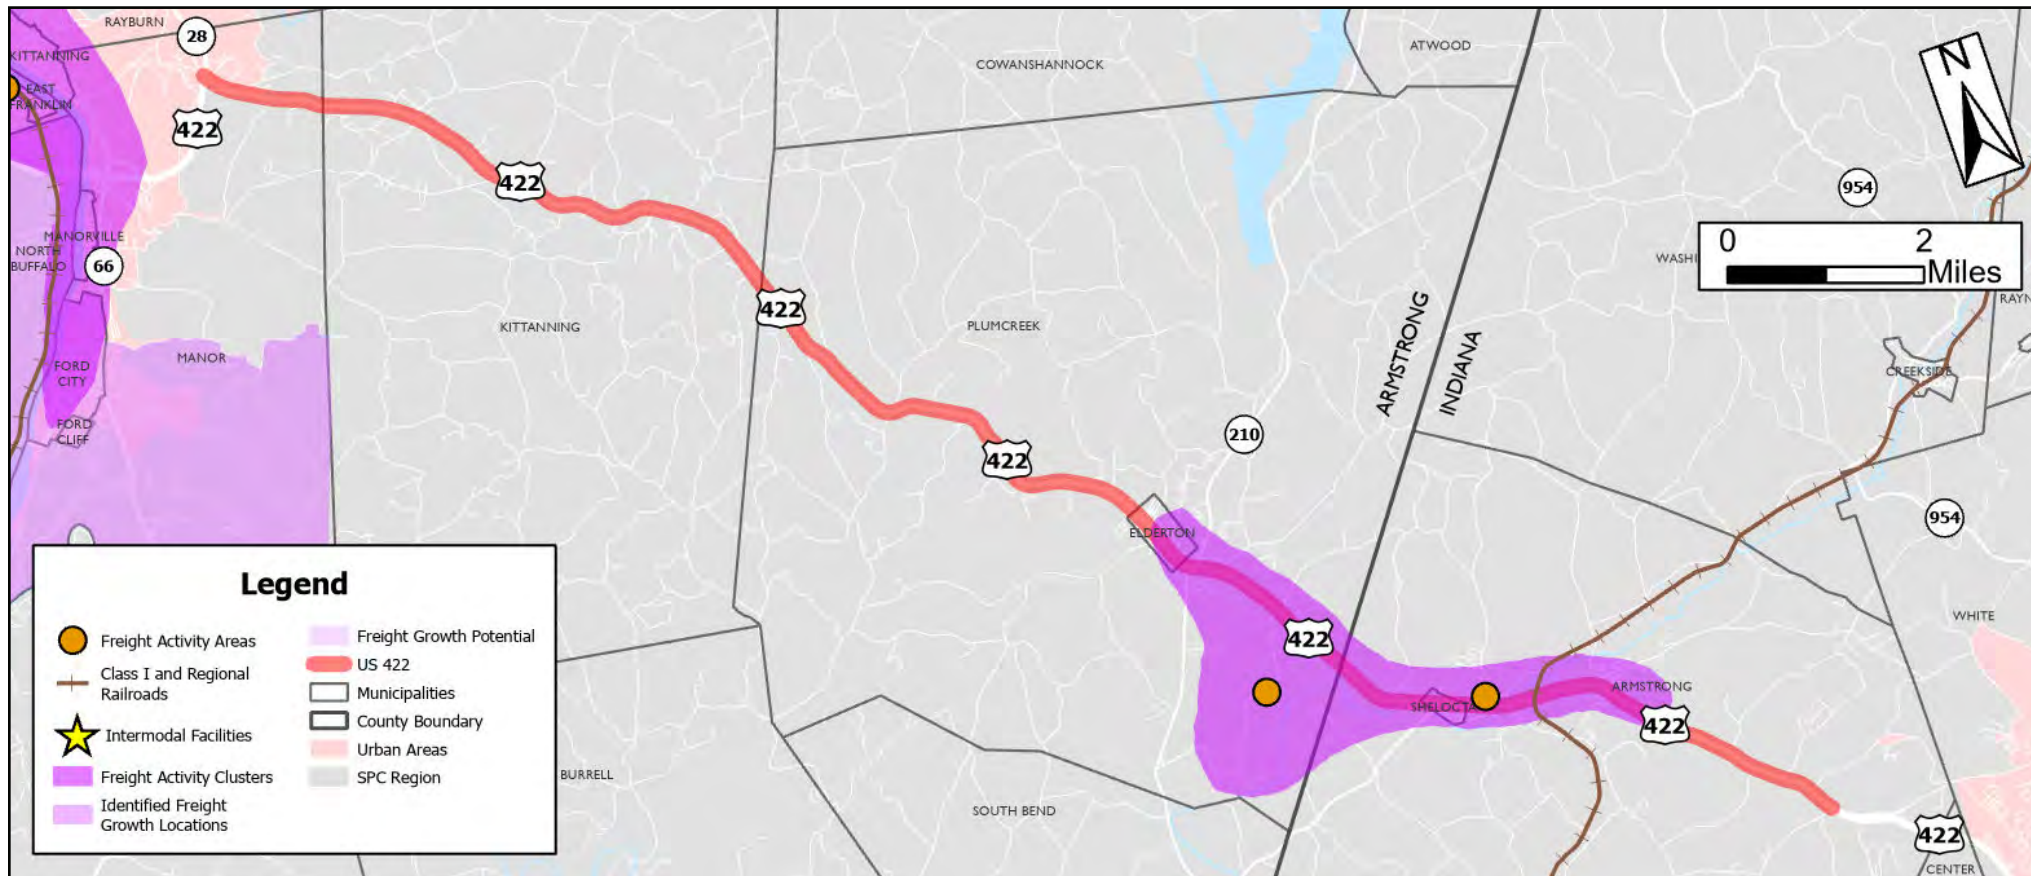 RAYBURN
28
KITTANNING
EAST
FRANKLIN
422
COWANSHANNOCK
ATWOOD
N
422
954
0 2
Miles
MANORVILLE
NORTH
BUFFALO
66
WASHI
RAYN
422
KITTANNING
PLUMCREEK
ARMSTRONG
INDIANA
MANOR
FORD
CITY
CREEKSIDE
FORD
CLIFF
210
422
954
ELDERTON
WHITE
422
ARMSTRONG
SHELOCTA
422
BURRELL
SOUTH BEND
422
CENTER
Legend
Freight Activity Areas
Class I and Regional
Railroads
Intermodal Facilities
Freight Activity Clusters
Identified Freight
Growth Locations
Freight Growth Potential
US 422
Municipalities
County Boundary
Urban Areas
SPC Region